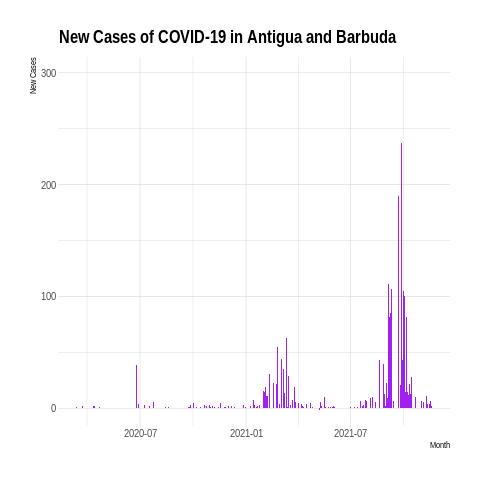 New Cases of COVID-19 in Antigua and Barbuda
New Cases
300
200
100
0
2020-07 2021-01 2021-07
Month